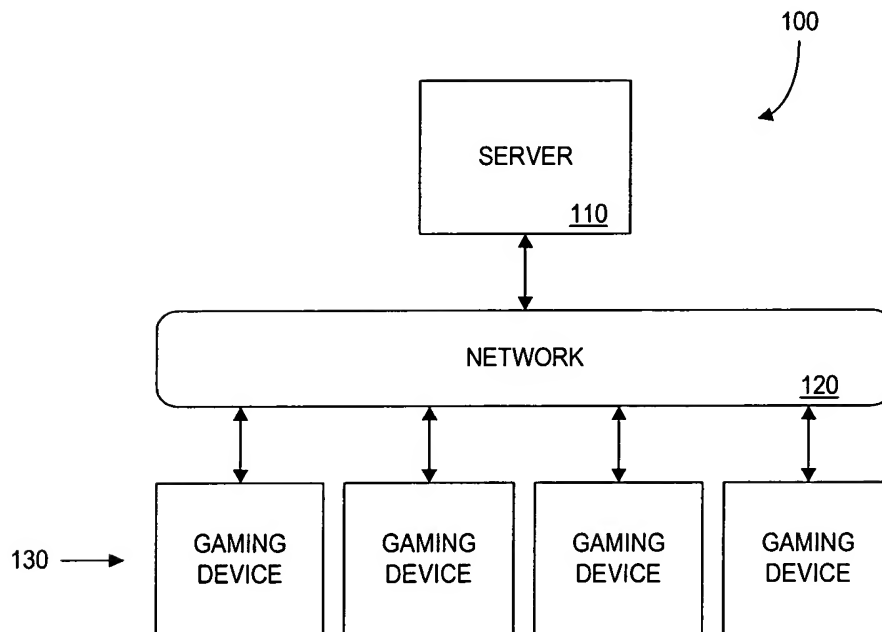 100
SERVER
110
NETWORK
120
130
GAMING
DEVICE
GAMING
DEVICE
GAMING
DEVICE
GAMING
DEVICE